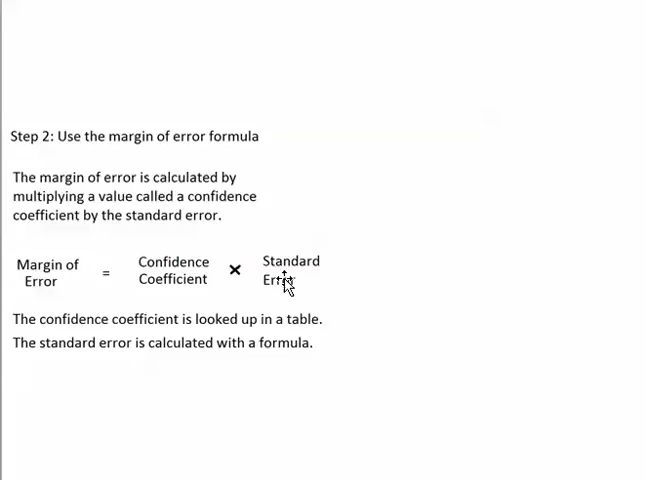 Step 2: Use the margin of error formula
The margin of error is calculated by
multiplying a value called a confidence
coefficient by the standard error.
Margin of Error = Confidence Coefficient × Standard Error
The confidence coefficient is looked up in a table.
The standard error is calculated with a formula.